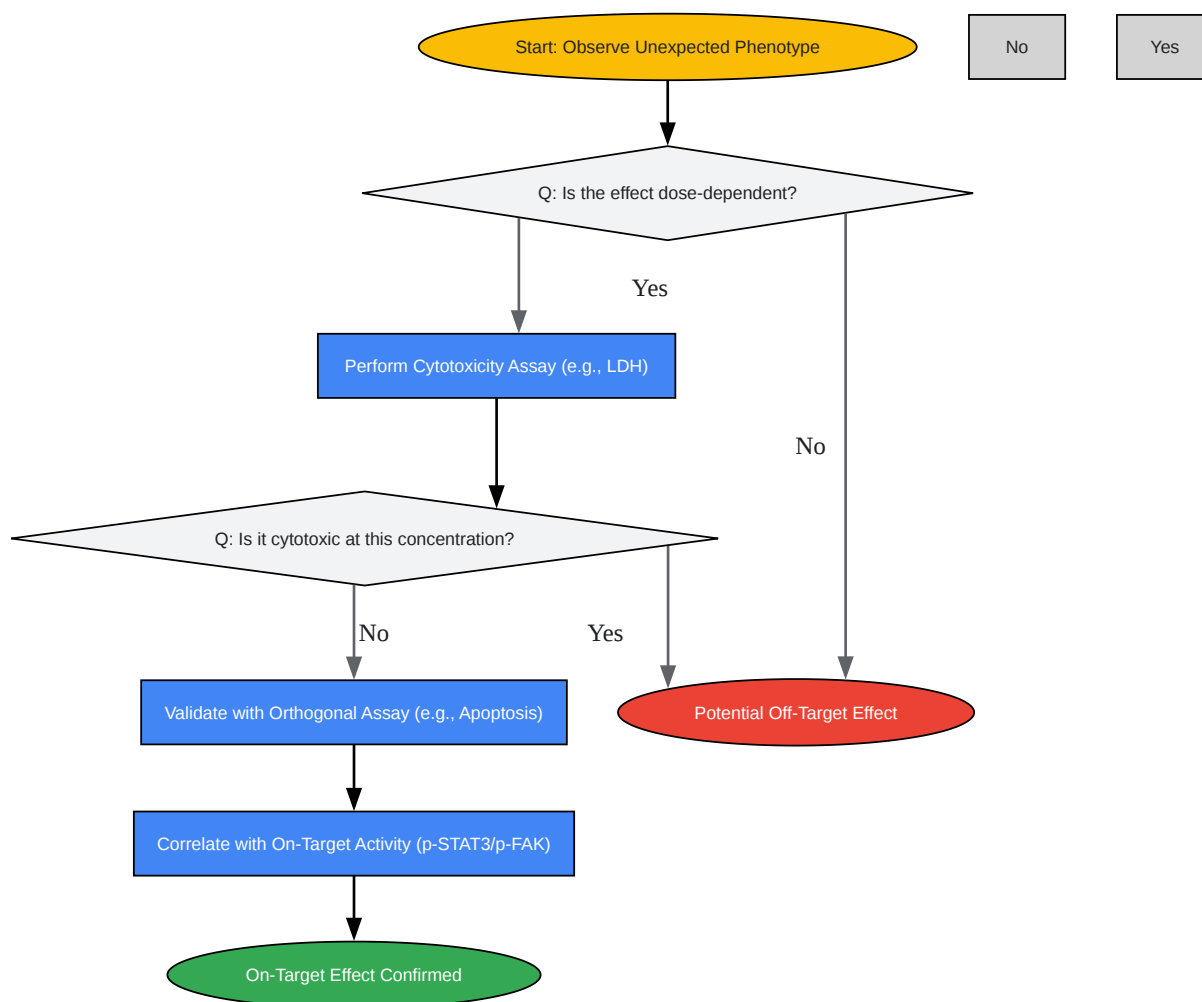 Start: Observe Unexpected Phenotype
No
Yes
Q: Is the effect dose-dependent?
Yes
Perform Cytotoxicity Assay (e.g., LDH)
No
Q: Is it cytotoxic at this concentration?
No
Yes
Validate with Orthogonal Assay (e.g., Apoptosis)
Potential Off-Target Effect
Correlate with On-Target Activity (p-STAT3/p-FAK)
On-Target Effect Confirmed